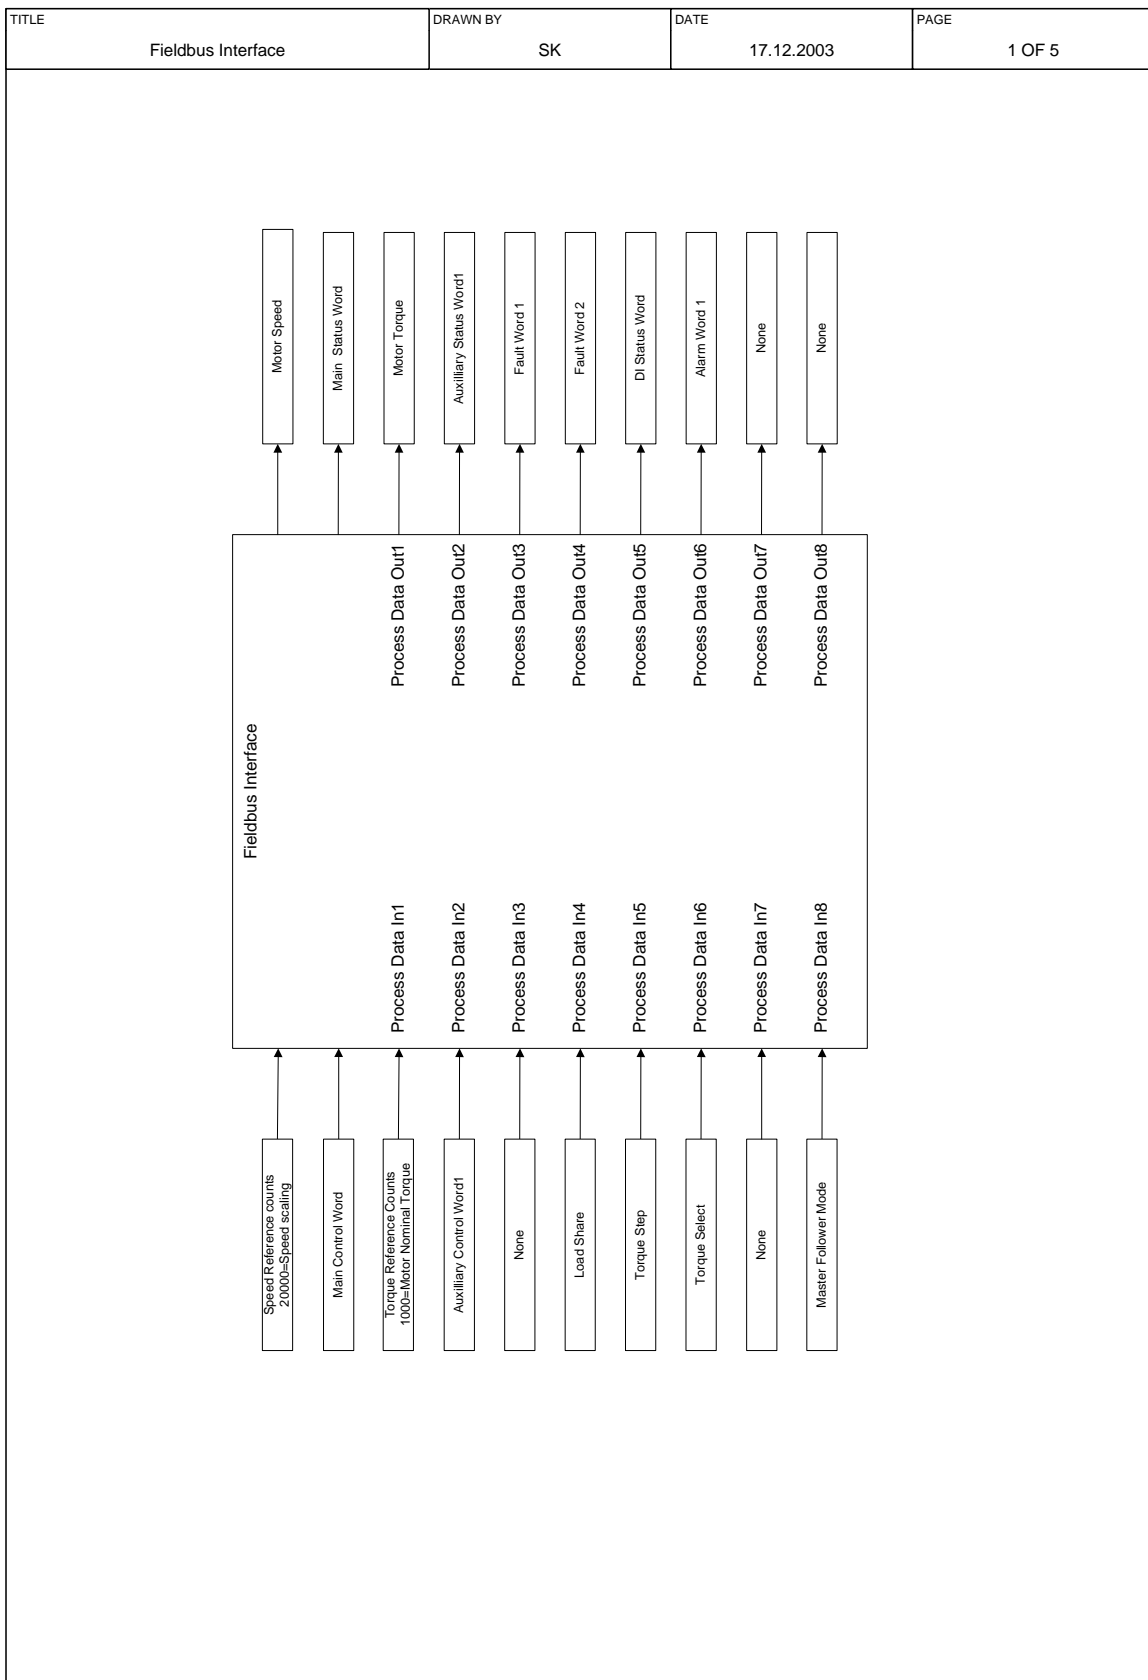 TITLE
Fieldbus Interface
DRAWN BY
SK
DATE
17.12.2003
PAGE
1 OF 5
Motor Speed
Main Status Word
Motor Torque
Auxilliary Status Word1
Fault Word 1
Fault Word 2
DI Status Word
Alarm Word 1
None
None
Fieldbus Interface
Process Data Out1
Process Data Out2
Process Data Out3
Process Data Out4
Process Data Out5
Process Data Out6
Process Data Out7
Process Data Out8
Process Data In1
Process Data In2
Process Data In3
Process Data In4
Process Data In5
Process Data In6
Process Data In7
Process Data In8
Speed Reference counts
20000=Speed scaling
Main Control Word
Torque Reference Counts
1000=Motor Nominal Torque
Auxilliary Control Word1
None
Load Share
Torque Step
Torque Select
None
Master Follower Mode